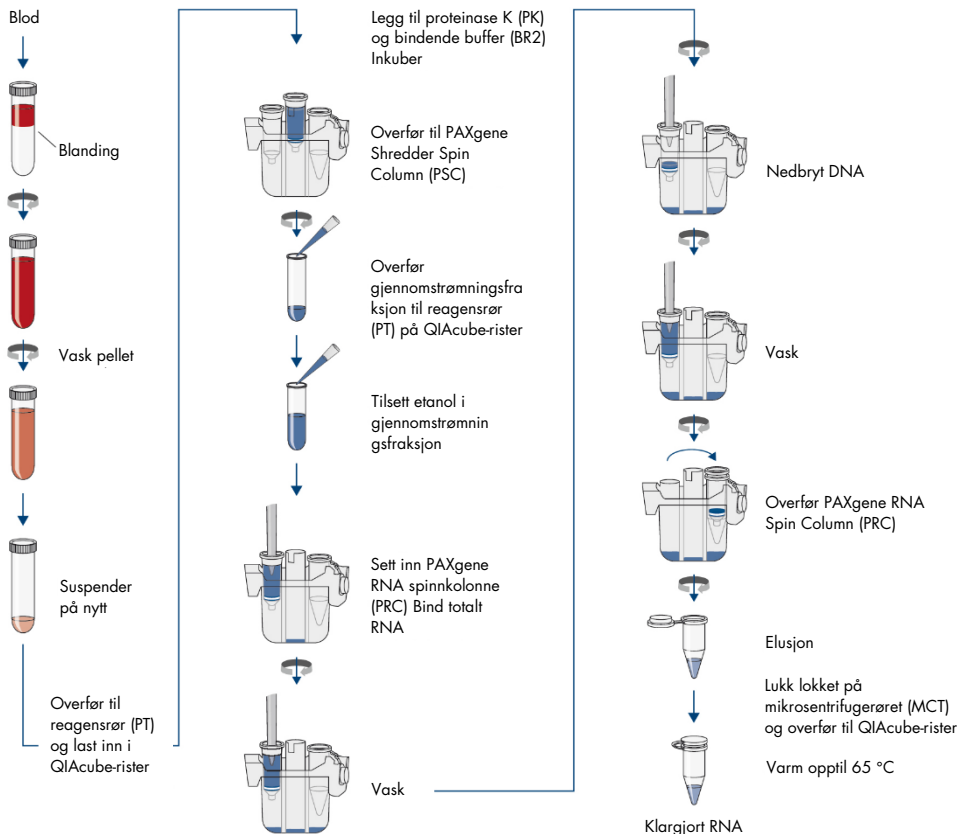 Blod
Blanding
Vask pellet
Suspender
på nytt
Overfør til
reagensrør (PT)
og last inn i
QIAcube-rister
Legg til proteinase K (PK)
og bindende buffer (BR2)
Inkuber
Overfør til PAXgene
Shredder Spin
Column (PSC)
Overfør
gjennomstrømningsfra
ksjon til reagensrør
(PT) på QIAcube-rister
Tilsett etanol i
gjennomstrømnin
gsfraksjon
Sett inn PAXgene
RNA spinnkolonne
(PRC) Bind totalt
RNA
Vask
Nedbryt DNA
Vask
Overfør PAXgene RNA
Spin Column (PRC)
Elusjon
Lukk lokket på
mikrosentrifugerøret (MCT)
og overfør til QIAcube-rister
Varm opptil 65 °C
Klargjort RNA